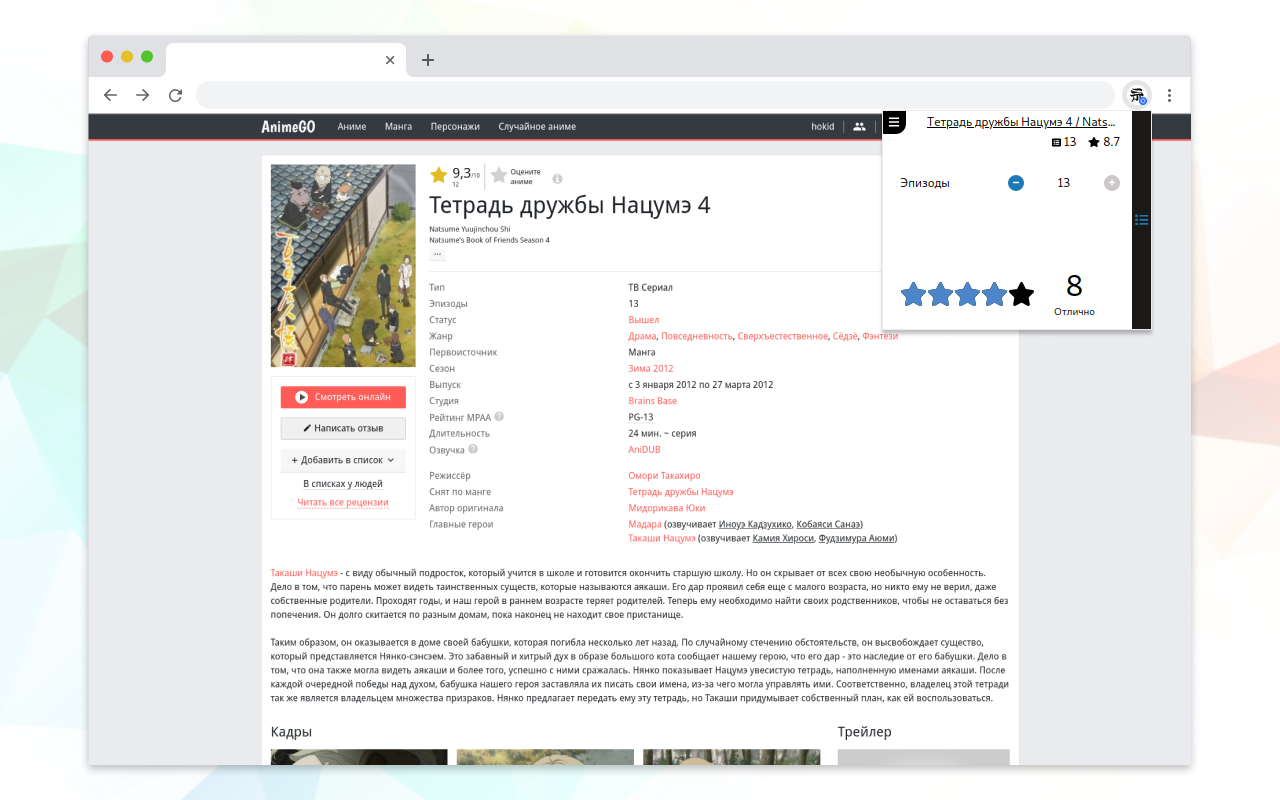 AnimeGO Аниме Манга Персонажи Случайное аниме hokid
Тетрадь дружбы Нацумэ 4 / Nats...
13 8.7
Эпизоды 13
8
Отлично
9,3/10
12
Оцените
аниме
Тетрадь дружбы Нацумэ 4
Natsume Yuujinchou Shi
Natsume's Book of Friends Season 4
...
Тип ТВ Сериал
Эпизоды 13
Статус Вышел
Жанр Драма, Повседневность, Сверхъестественное, Сёдзё, Фэнтези
Первоисточник Манга
Сезон Зима 2012
Выпуск с 3 января 2012 по 27 марта 2012
Студия Brains Base
Рейтинг MPAA PG-13
Длительность 24 мин. ~ серия
Озвучка AniDUB
Режиссёр Омори Такахиро
Снят по манге Тетрадь дружбы Нацумэ
Автор оригинала Мидорикава Юки
Главные герои Мадара (озвучивает Иноуэ Кадзухико, Кобаяси Санаэ)
Такаши Нацумэ (озвучивает Камия Хироси, Фудзимура Аюми)
Смотреть онлайн
Написать отзыв
+ Добавить в список
В списках у людей
Читать все рецензии
Такаши Нацумэ - с виду обычный подросток, который учится в школе и готовится окончить старшую школу. Но он скрывает от всех свою необычную особенность.
Дело в том, что парень может видеть таинственных существ, которые называются аякаши. Его дар проявил себя еще с малого возраста, но никто ему не верил, даже
собственные родители. Проходят годы, и наш герой в раннем возрасте теряет родителей. Теперь ему необходимо найти своих родственников, чтобы не оставаться без
попечения. Он долго скитается по разным домам, пока наконец не находит свое пристанище.
Таким образом, он оказывается в доме своей бабушки, которая погибла несколько лет назад. По случайному стечению обстоятельств, он высвобождает существо,
который представляется Нянко-сэнсэем. Это забавный и хитрый дух в образе большого кота сообщает нашему герою, что его дар - это наследие от его бабушки. Дело в
том, что она также могла видеть аякаши и более того, успешно с ними сражалась. Нянко показывает Нацумэ увесистую тетрадь, наполненную именами аякаши. После
каждой очередной победы над духом, бабушка нашего героя заставляла их писать свои имена, из-за чего могла управлять ими. Соответственно, владелец этой тетради
так же является владельцем множества призраков. Нянко предлагает передать ему эту тетрадь, но Такаши придумывает собственный план, как ей воспользоваться.
Кадры Трейлер